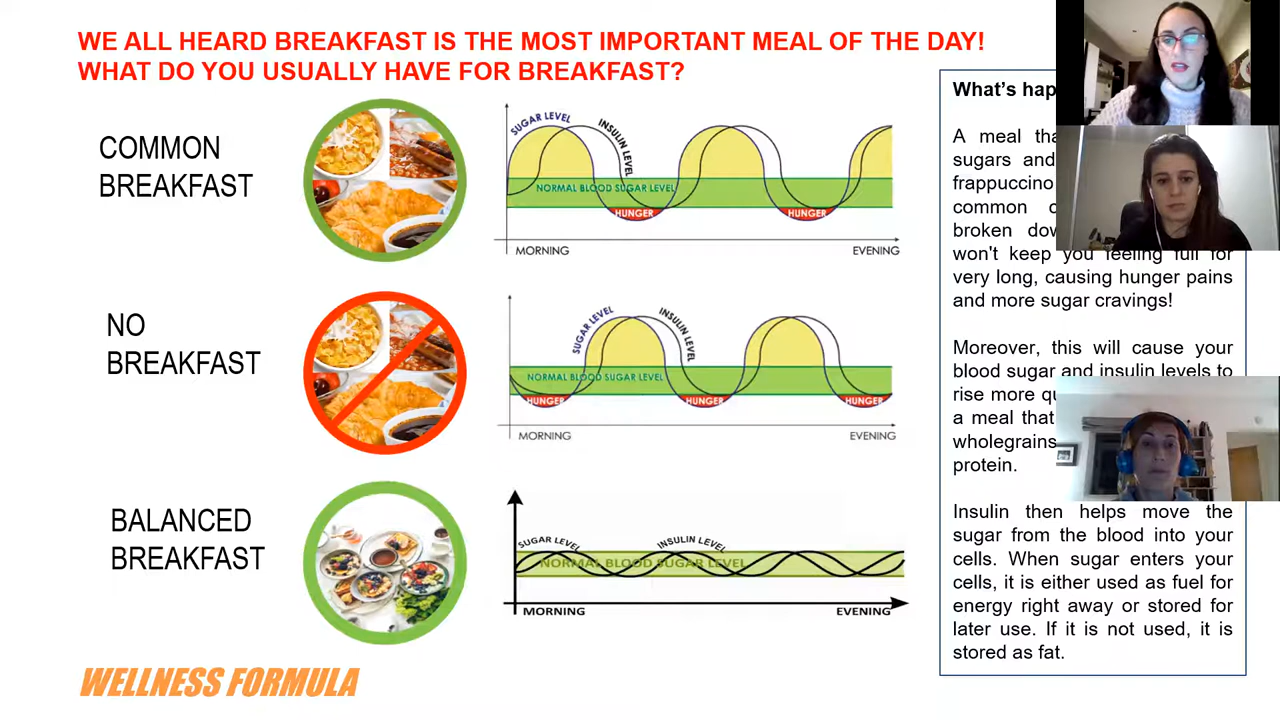 WE ALL HEARD BREAKFAST IS THE MOST IMPORTANT MEAL OF THE DAY!
WHAT DO YOU USUALLY HAVE FOR BREAKFAST?
COMMON
BREAKFAST
SUGAR LEVEL
INSULIN LEVEL
NORMAL BLOOD SUGAR LEVEL
HUNGER
HUNGER
MORNING
EVENING
NO
BREAKFAST
SUGAR LEVEL
INSULIN LEVEL
NORMAL BLOOD SUGAR LEVEL
HUNGER
HUNGER
HUNGER
MORNING
EVENING
BALANCED
BREAKFAST
SUGAR LEVEL
INSULIN LEVEL
NORMAL BLOOD SUGAR LEVEL
MORNING
EVENING
WELLNESS FORMULA
What's
A meal
sugars and
frappuccino
common
broken
won't keep you feeling full for
very long, causing hunger pains
and more sugar cravings!
Moreover, this will cause your
blood sugar and insulin levels to
rise more
a meal that
wholegrains
protein.
Insulin then helps move the
sugar from the blood into your
cells. When sugar enters your
cells, it is either used as fuel for
energy right away or stored for
later use. If it is not used, it is
stored as fat.